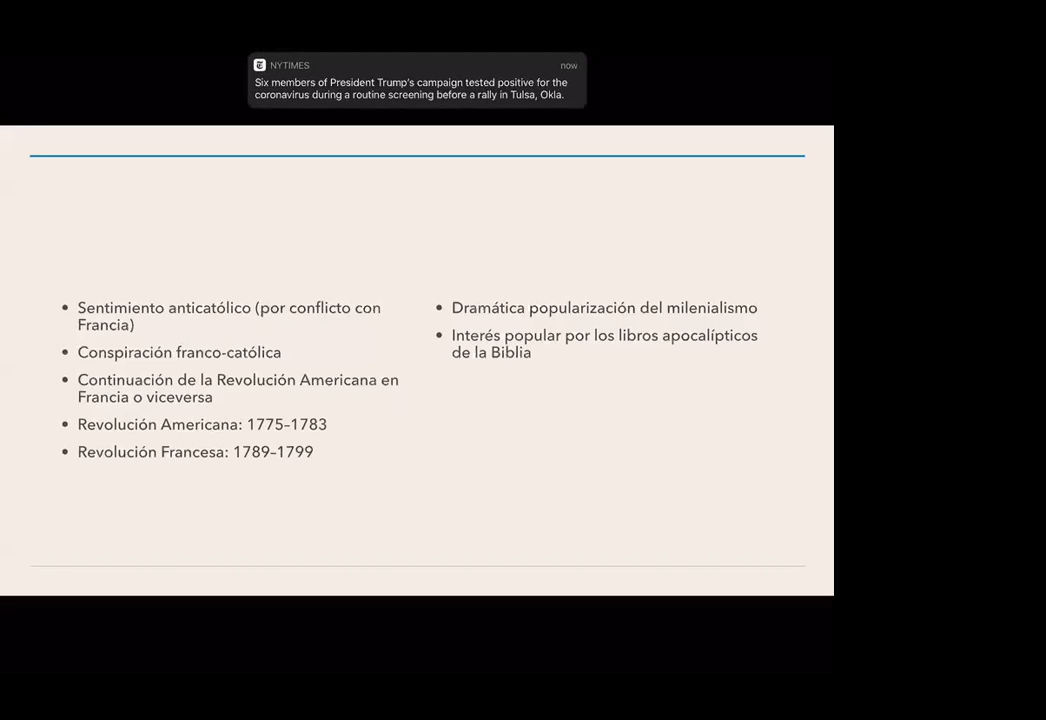 NYTIMES now
Six members of President Trump's campaign tested positive for the
coronavirus during a routine screening before a rally in Tulsa, Okla.
• Sentimiento anticatólico (por conflicto con
Francia)
• Conspiración franco-católica
• Continuación de la Revolución Americana en
Francia o viceversa
• Revolución Americana: 1775–1783
• Revolución Francesa: 1789–1799
• Dramática popularización del milenialismo
• Interés popular por los libros apocalípticos
de la Biblia